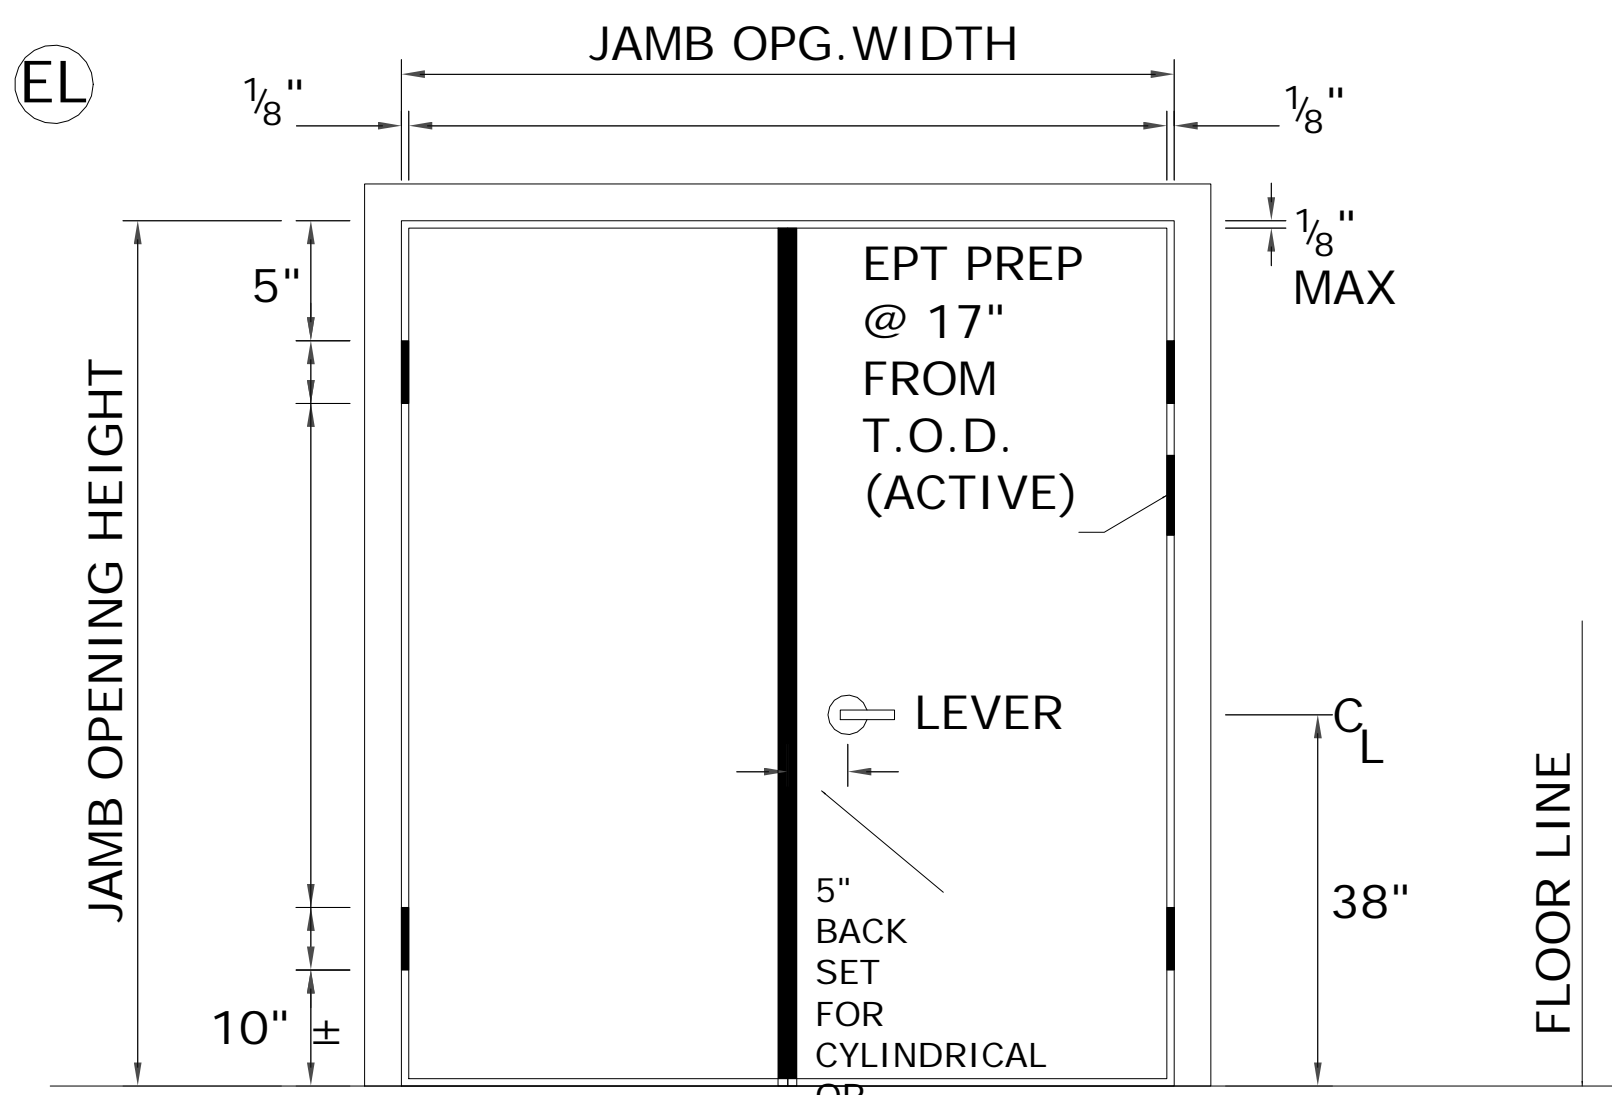 JAMB OPG. WIDTH
EL
1/8"
1/8"
1/8"
MAX
5"
EPT PREP
@ 17"
FROM
T.O.D.
(ACTIVE)
JAMB OPENING HEIGHT
LEVER
CL
38"
FLOOR LINE
5"
BACK
SET
FOR
CYLINDRICAL
OR
10" ±